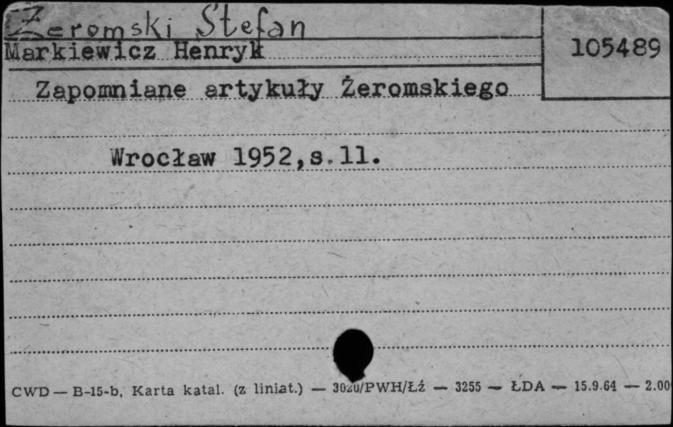 Żeromski Stefan
Markiewicz Henryk
105489
Zapomniane artykuły Żeromskiego
Wrocław 1952,s.11.
CWD — B-15-b, Karta katal. (z liniat.) — 3020/PWH/Łź — 3255 — ŁDA — 15.9.64 — 2.00